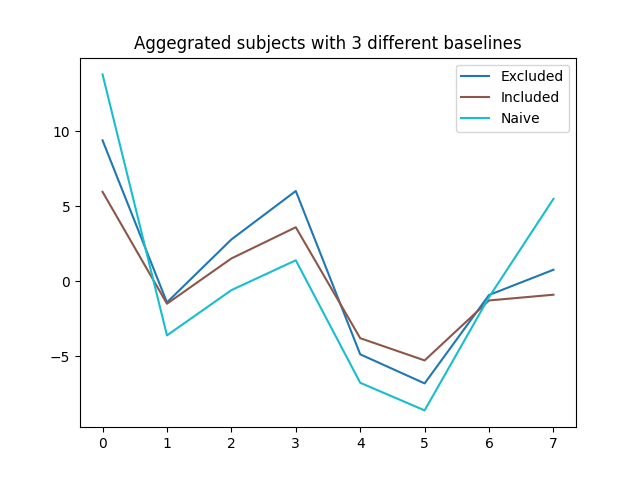 Aggegrated subjects with 3 different baselines
Excluded
Included
Naive
10
5
0
−5
0 1 2 3 4 5 6 7